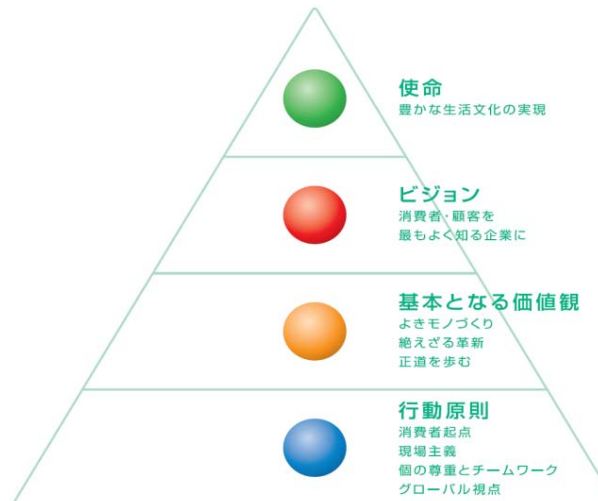 使命
豊かな生活文化の実現
ビジョン
消費者・顧客を
最もよく知る企業に
基本となる価値観
よきモノづくり
絶えざる革新
正道を歩む
行動原則
消費者起点
現場主義
個の尊重とチームワーク
グローバル視点